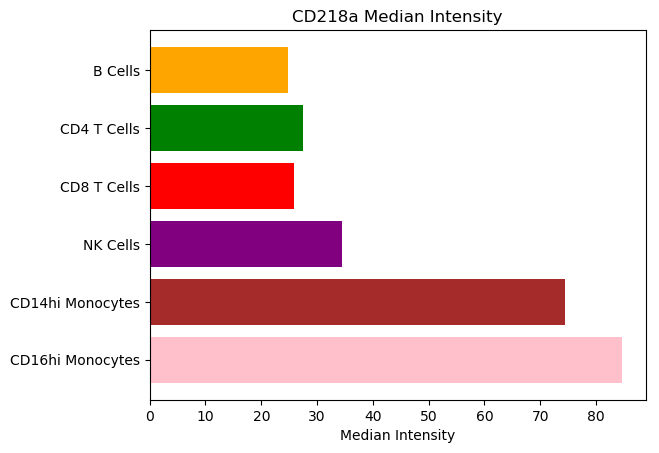 CD218a Median Intensity
B Cells
CD4 T Cells
CD8 T Cells
NK Cells
CD14hi Monocytes
CD16hi Monocytes
0 10 20 30 40 50 60 70 80
Median Intensity